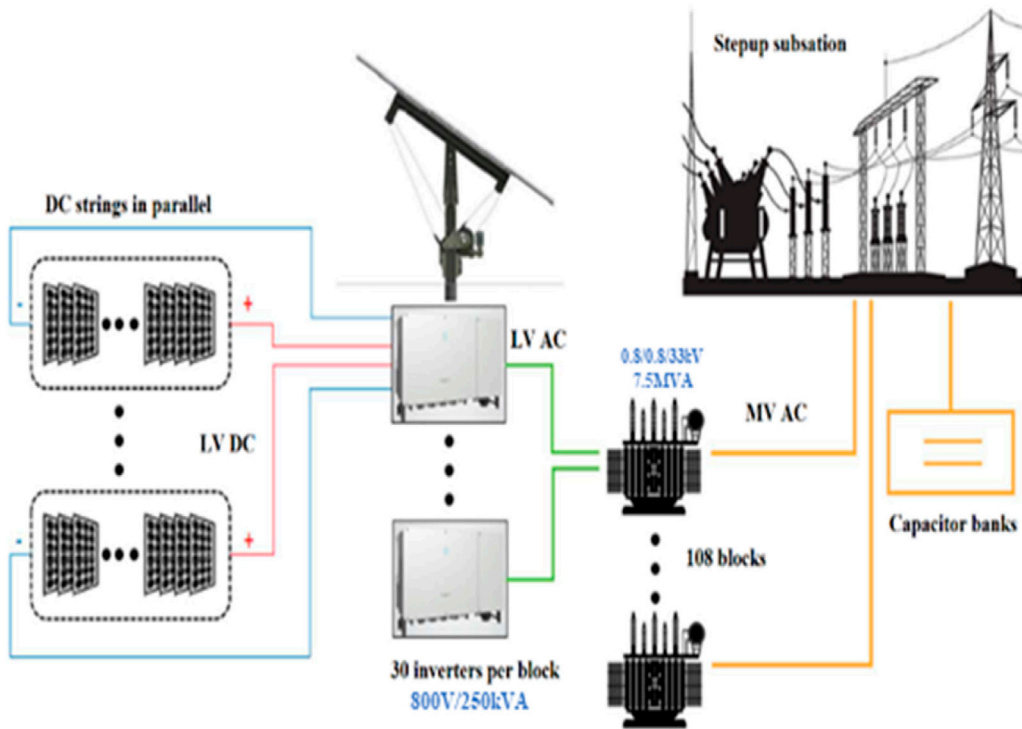 Stepup subsation
DC strings in parallel
-
+
LV DC
-
+
LV AC
0.8/0.8/33kV
7.5MVA
MV AC
Capacitor banks
108 blocks
30 inverters per block
800V/250kVA